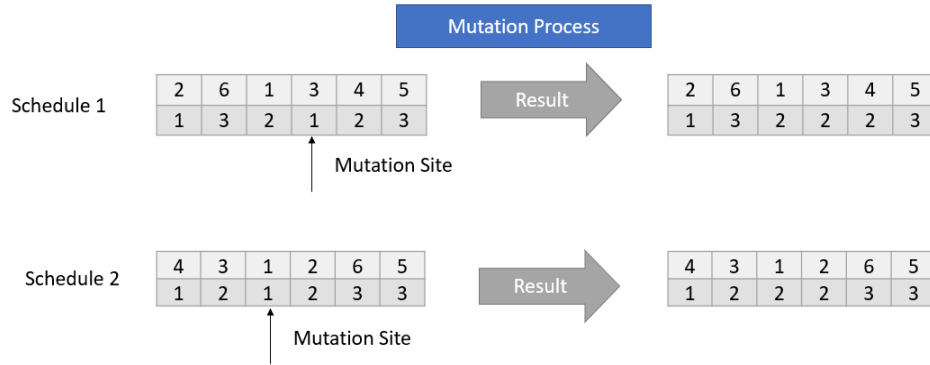 Mutation Process
2 6 1 3 4 5 2 6 1 3 4 5
Schedule 1 Result
1 3 2 1 2 3 1 3 2 2 2 3
Mutation Site
4 3 1 2 6 5 4 3 1 2 6 5
Schedule 2 Result
1 2 1 2 3 3 1 2 2 2 3 3
Mutation Site